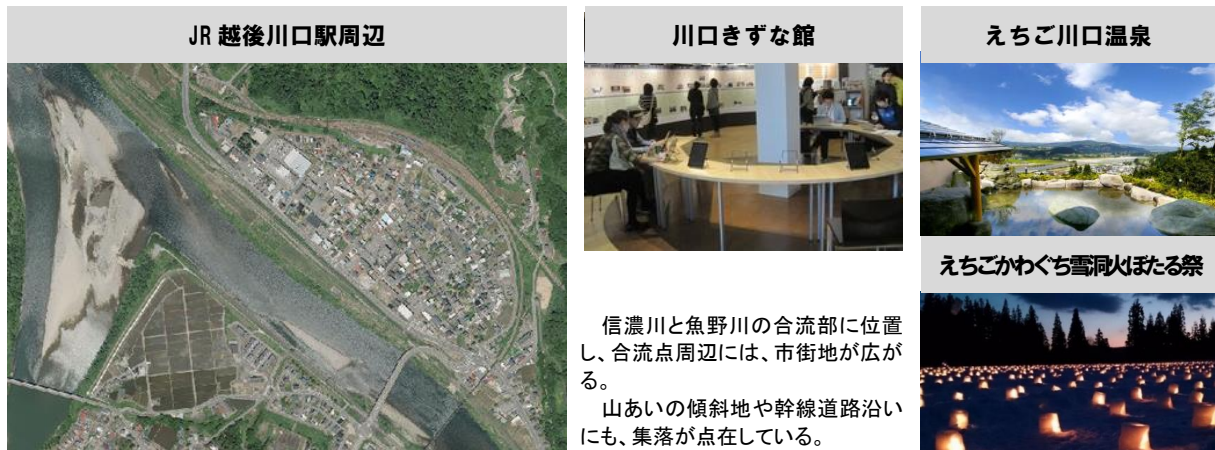 JR 越後川口駅周辺
川口きずな館
信濃川と魚野川の合流部に位置
し、合流点周辺には、市街地が広が
る。
山あいの傾斜地や幹線道路沿い
にも、集落が点在している。
えちご川口温泉
えちごかわぐち雪洞火ぼたる祭